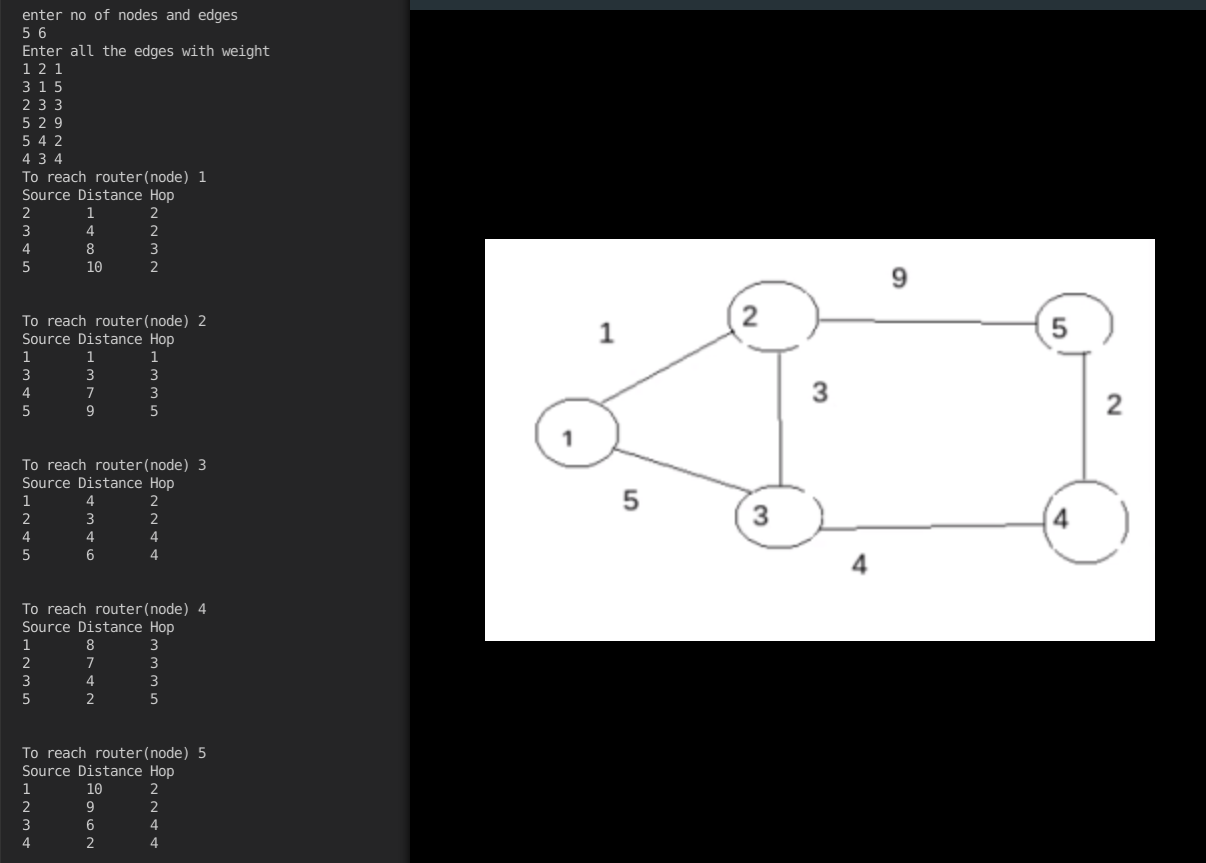 enter no of nodes and edges
5 6
Enter all the edges with weight
1 2 1
3 1 5
2 3 3
5 2 9
5 4 2
4 3 4
To reach router(node) 1
Source Distance Hop
2 1 2
3 4 2
4 8 3
5 10 2
To reach router(node) 2
Source Distance Hop
1 1 1
3 3 3
4 7 3
5 9 5
To reach router(node) 3
Source Distance Hop
1 4 2
2 3 2
4 4 4
5 6 4
To reach router(node) 4
Source Distance Hop
1 8 3
2 7 3
3 4 3
5 2 5
To reach router(node) 5
Source Distance Hop
1 10 2
2 9 2
3 6 4
4 2 4
9
2
5
1
3
2
1
5
3
4
4